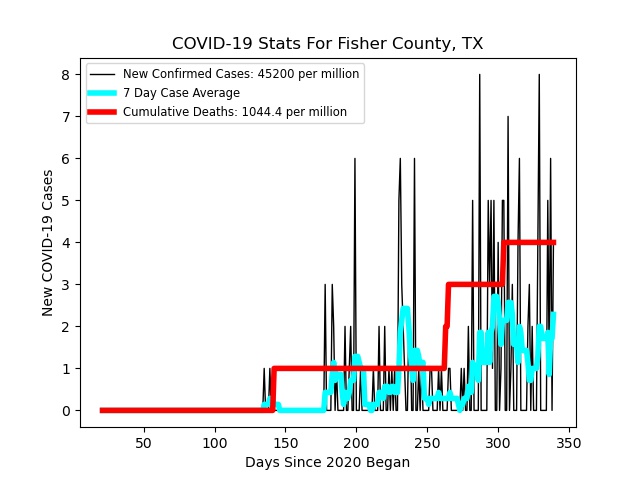 COVID-19 Stats For Fisher County, TX
New Confirmed Cases: 45200 per million
7 Day Case Average
Cumulative Deaths: 1044.4 per million
New COVID-19 Cases
8
7
6
5
4
3
2
1
0
50 100 150 200 250 300 350
Days Since 2020 Began